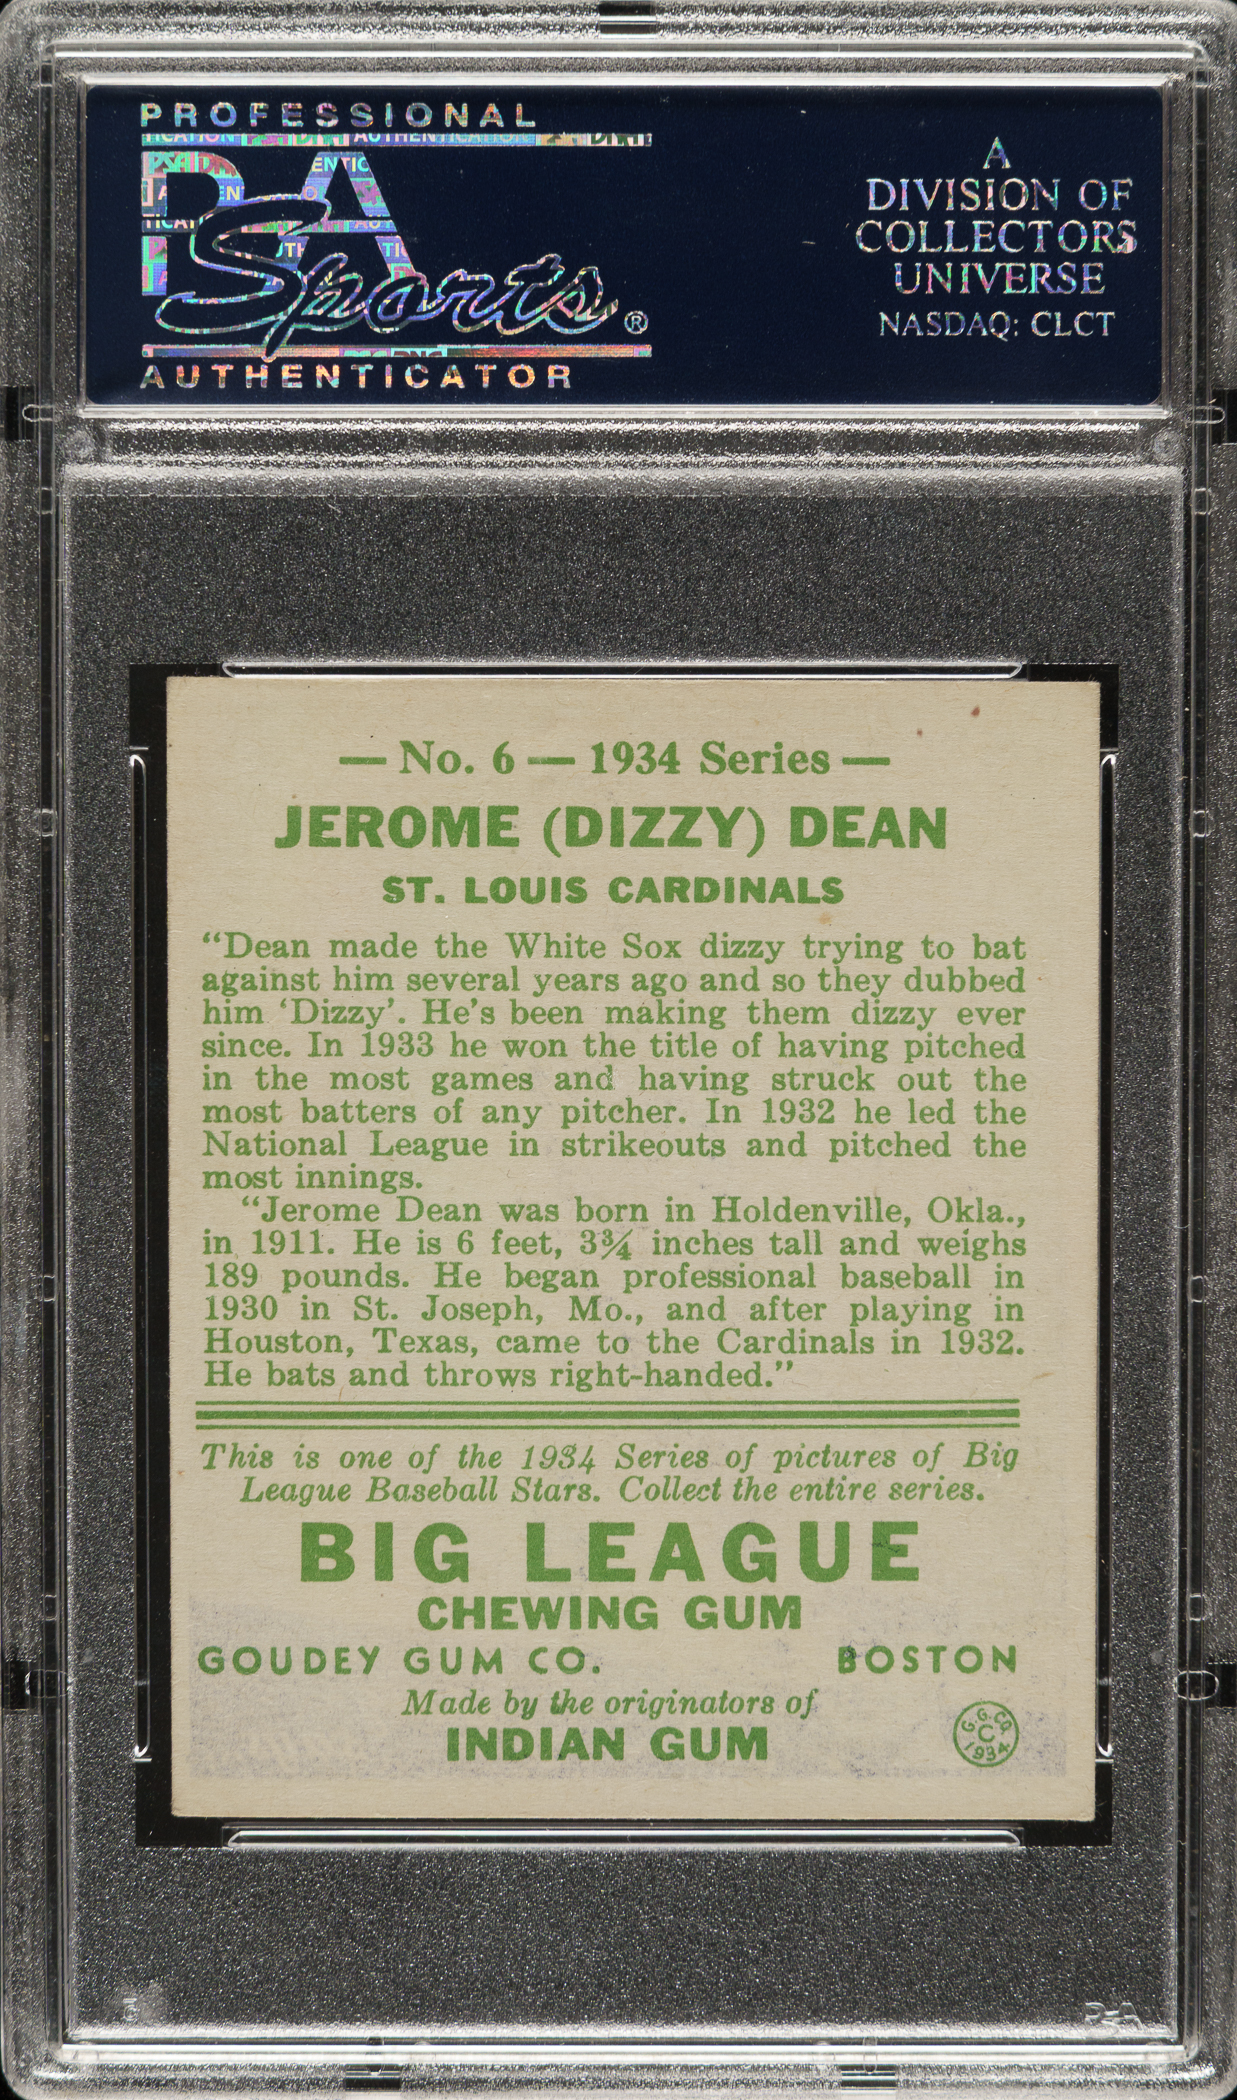 PROFESSIONAL
PSA
Sports®
AUTHENTICATOR
A
DIVISION OF
COLLECTORS
UNIVERSE
NASDAQ: CLCT
— No. 6 — 1934 Series —
JEROME (DIZZY) DEAN
ST. LOUIS CARDINALS
“Dean made the White Sox dizzy trying to bat
against him several years ago and so they dubbed
him ‘Dizzy’. He’s been making them dizzy ever
since. In 1933 he won the title of having pitched
in the most games and having struck out the
most batters of any pitcher. In 1932 he led the
National League in strikeouts and pitched the
most innings.
“Jerome Dean was born in Holdenville, Okla.,
in 1911. He is 6 feet, 3¾ inches tall and weighs
189 pounds. He began professional baseball in
1930 in St. Joseph, Mo., and after playing in
Houston, Texas, came to the Cardinals in 1932.
He bats and throws right-handed.”
This is one of the 1934 Series of pictures of Big
League Baseball Stars. Collect the entire series.
BIG LEAGUE
CHEWING GUM
GOUDEY GUM CO. BOSTON
Made by the originators of
INDIAN GUM
G.G.CO.
C
1934
PSA